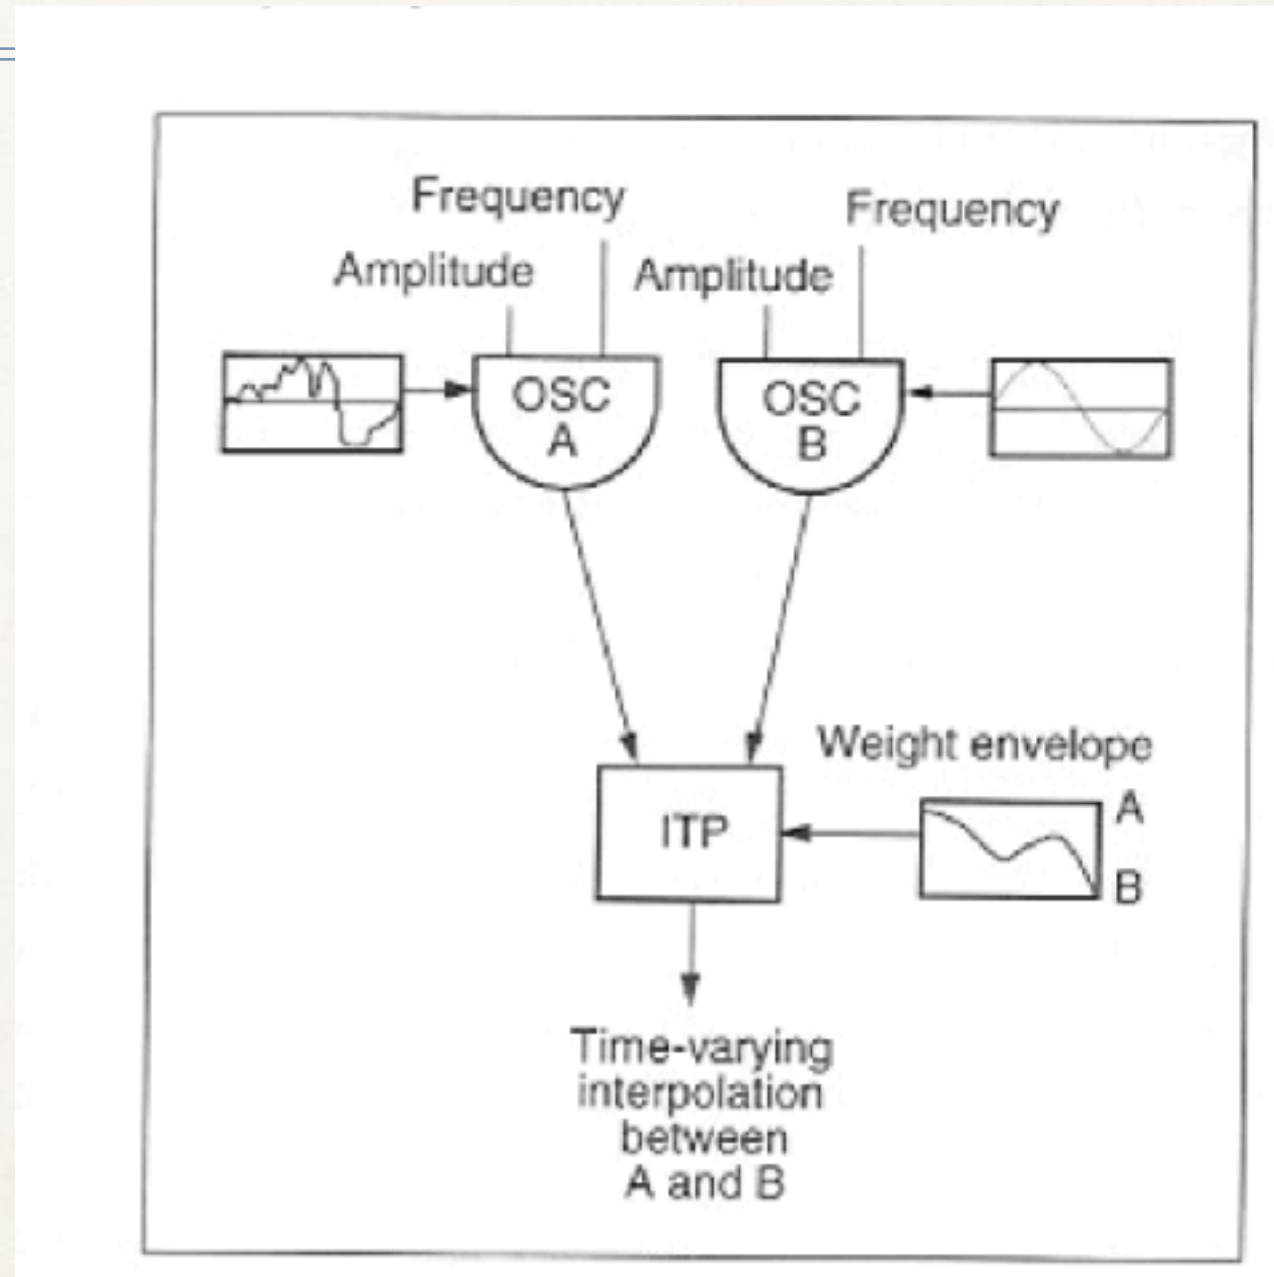 Frequency
Frequency
Amplitude
Amplitude
OSC
A
OSC
B
Weight envelope
A
ITP
B
Time-varying
interpolation
between
A and B